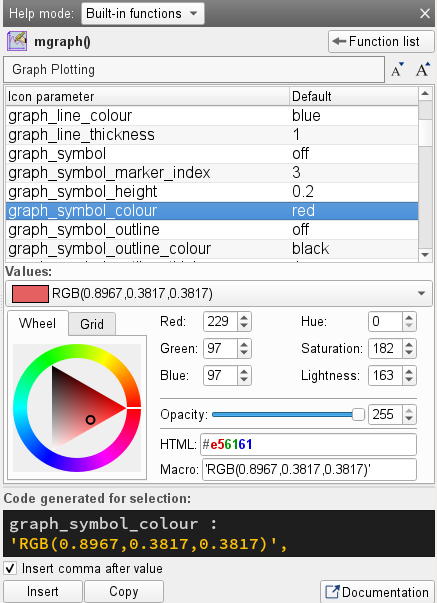 Help mode: Built-in functions
mgraph()
Function list
Graph Plotting
A A
Icon parameter Default
graph_line_colour blue
graph_line_thickness 1
graph_symbol off
graph_symbol_marker_index 3
graph_symbol_height 0.2
graph_symbol_colour red
graph_symbol_outline off
graph_symbol_outline_colour black
Values:
RGB(0.8967,0.3817,0.3817)
Wheel Grid
Red: 229 Hue: 0
Green: 97 Saturation: 182
Blue: 97 Lightness: 163
Opacity: 255
HTML: #e56161
Macro: 'RGB(0.8967,0.3817,0.3817)'
Code generated for selection:
graph_symbol_colour :
'RGB(0.8967,0.3817,0.3817)',
Insert comma after value
Insert Copy Documentation